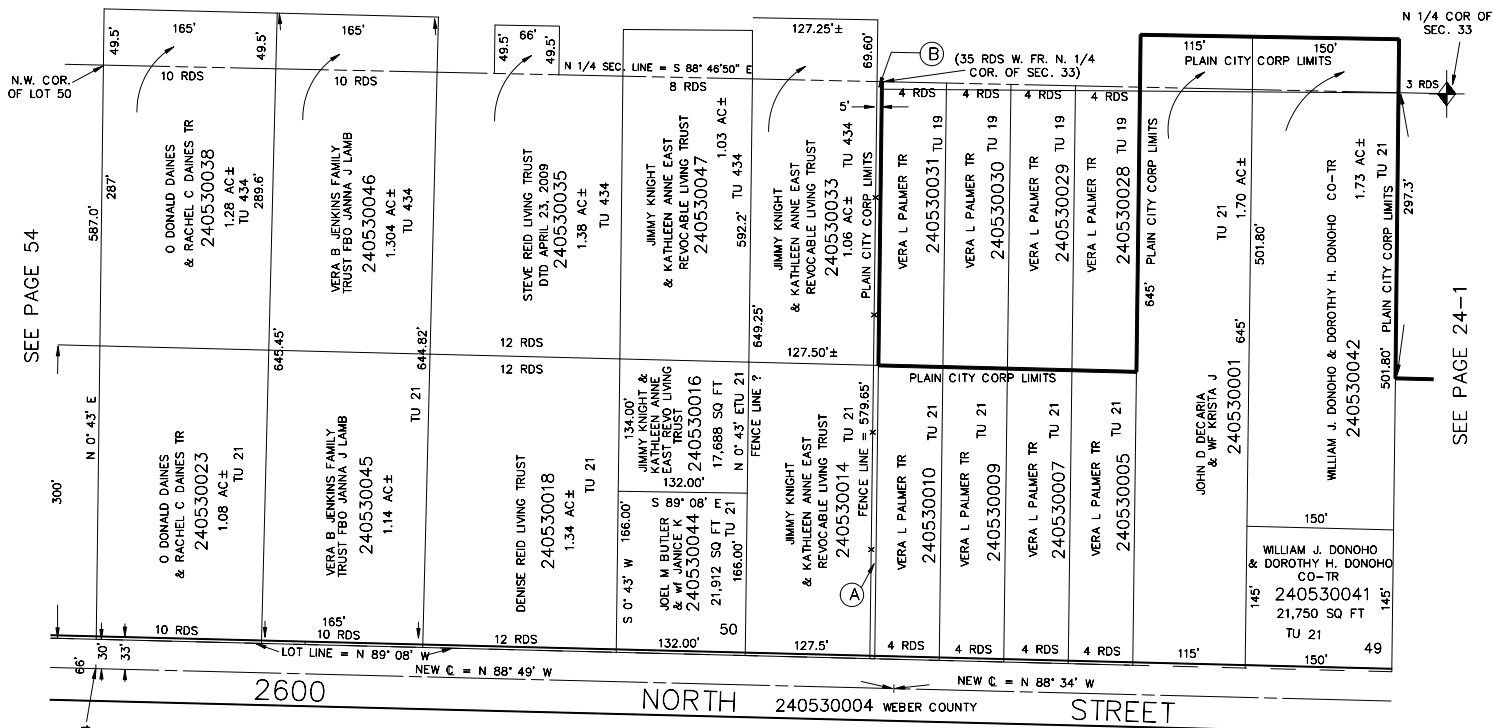 165'
165'
49.5'
49.5'
10 RDS
10 RDS
N.W. COR.
OF LOT 50
66'
49.5'
49.5'
N 1/4 SEC. LINE = S 88° 46'50" E
8 RDS
127.25'±
69.60'
B
(35 RDS W. FR. N. 1/4
COR. OF SEC. 33)
5'
4 RDS
4 RDS
4 RDS
4 RDS
115'
150'
PLAIN CITY CORP LIMITS
3 RDS
N 1/4 COR OF
SEC. 33
SEE PAGE 54
587.0'
287'
O DONALD DAINES
& RACHEL C DAINES TR
240530038
1.28 AC±
TU 434
289.6'
VERA B JENKINS FAMILY
TRUST FBO JANNA J LAMB
240530046
1.304 AC±
TU 434
STEVE REID LIVING TRUST
DTD APRIL 23, 2009
240530035
1.38 AC±
TU 434
JIMMY KNIGHT
& KATHLEEN ANNE EAST
REVOCABLE LIVING TRUST
240530047
1.03 AC±
592.2' TU 434
JIMMY KNIGHT
& KATHLEEN ANNE EAST
REVOCABLE LIVING TRUST
240530033
1.06 AC± TU 434
PLAIN CITY CORP LIMITS
VERA L PALMER TR
240530031 TU 19
VERA L PALMER TR
240530030 TU 19
VERA L PALMER TR
240530029 TU 19
VERA L PALMER TR
240530028 TU 19
PLAIN CITY CORP LIMITS
645'
JOHN D DECARIA
& WF KRISTA J
240530001
645'
TU 21
1.70 AC±
501.80'
WILLIAM J. DONOHO & DOROTHY H. DONOHO CO-TR
240530042
1.73 AC±
TU 21
501.80' PLAIN CITY CORP LIMITS
297.3'
SEE PAGE 24-1
645.45'
644.82'
649.25'
12 RDS
12 RDS
127.50'±
PLAIN CITY CORP LIMITS
N 0° 43' E
300'
O DONALD DAINES
& RACHEL C DAINES TR
240530023
1.08 AC±
TU 21
VERA B JENKINS FAMILY
TRUST FBO JANNA J LAMB
240530045
1.14 AC±
TU 21
DENISE REID LIVING TRUST
240530018
1.34 AC±
TU 21
134.00'
JIMMY KNIGHT &
KATHLEEN ANNE
EAST REVO LIVING
TRUST
240530016
17,688 SQ FT
N 0° 43' E TU 21
FENCE LINE ?
132.00'
S 89° 08' E
S 0° 43' W 166.00'
JOEL M BUTLER
& wf JANICE K
240530044
21,912 SQ FT
166.00' TU 21
50
132.00'
JIMMY KNIGHT
& KATHLEEN ANNE EAST
REVOCABLE LIVING TRUST
240530014 TU 21
FENCE LINE = 579.65'
A
VERA L PALMER TR
240530010 TU 21
VERA L PALMER TR
240530009 TU 21
VERA L PALMER TR
240530007 TU 21
VERA L PALMER TR
240530005 TU 21
150'
WILLIAM J. DONOHO
& DOROTHY H. DONOHO
CO-TR
240530041
21,750 SQ FT
TU 21
145'
145'
49
150'
10 RDS
165'
10 RDS
12 RDS
127.5'
4 RDS
4 RDS
4 RDS
4 RDS
115'
66'
30'
33'
LOT LINE = N 89° 08' W
NEW ℄ = N 88° 49' W
NEW ℄ = N 88° 34' W
2600 NORTH 240530004 WEBER COUNTY STREET